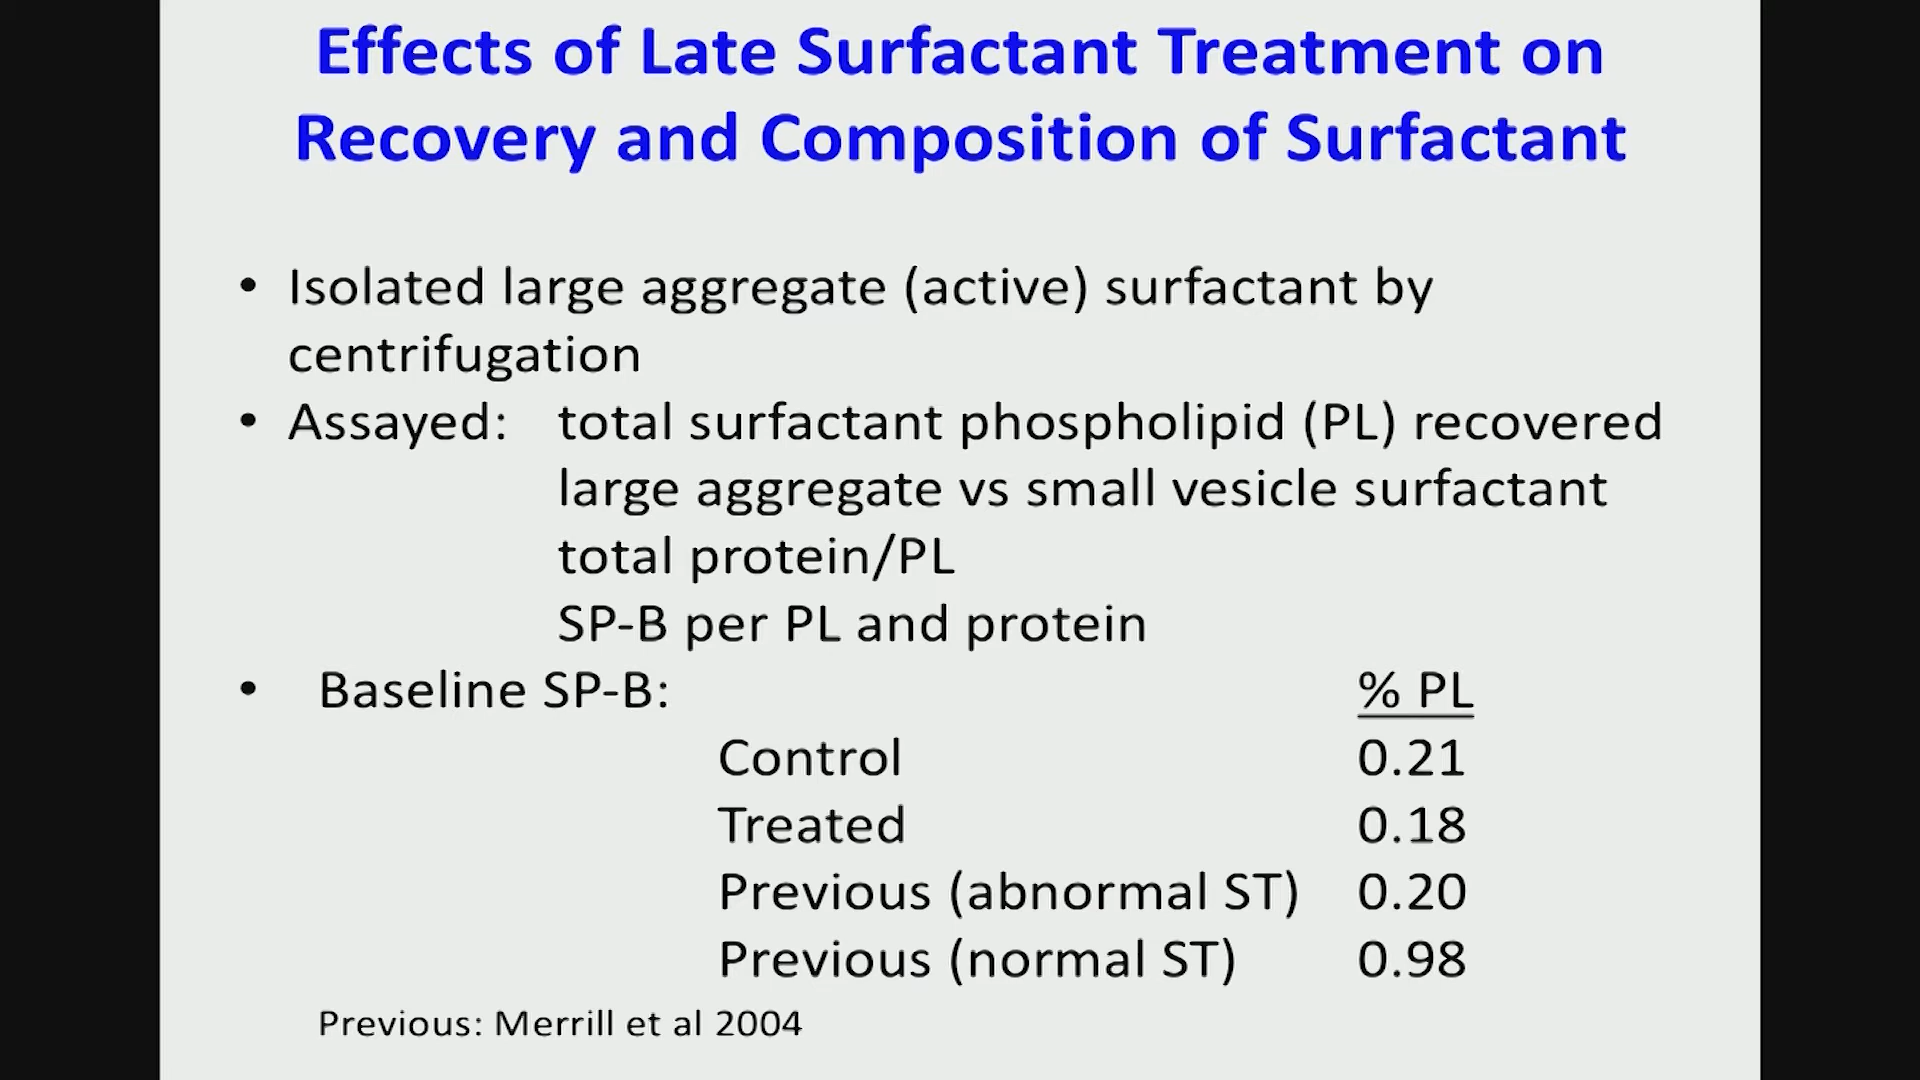 Effects of Late Surfactant Treatment on
Recovery and Composition of Surfactant
• Isolated large aggregate (active) surfactant by
centrifugation
• Assayed: total surfactant phospholipid (PL) recovered
large aggregate vs small vesicle surfactant
total protein/PL
SP-B per PL and protein
• Baseline SP-B: % PL
Control 0.21
Treated 0.18
Previous (abnormal ST) 0.20
Previous (normal ST) 0.98
Previous: Merrill et al 2004